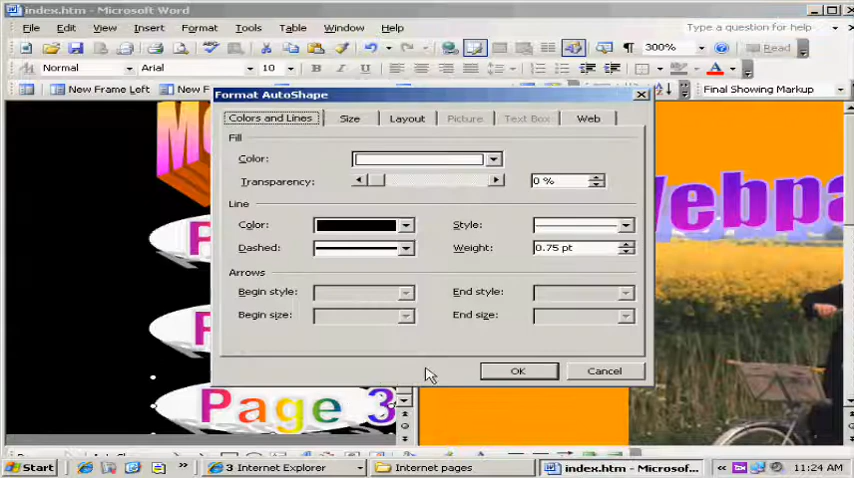 index.htm - Microsoft Word
File Edit View Insert Format Tools Table Window Help Type a question for help
300% Read
Normal Arial 10 B I U A
New Frame Left New F Final Showing Markup
Format AutoShape
Colors and Lines Size Layout Picture Text Box Web
Fill
Color:
Transparency: 0 %
Line
Color: Style:
Dashed: Weight: 0.75 pt
Arrows
Begin style: End style:
Begin size: End size:
OK Cancel
Webpa
P
P
Page 3
Start 3 Internet Explorer Internet pages index.htm - Microsof... 11:24 AM